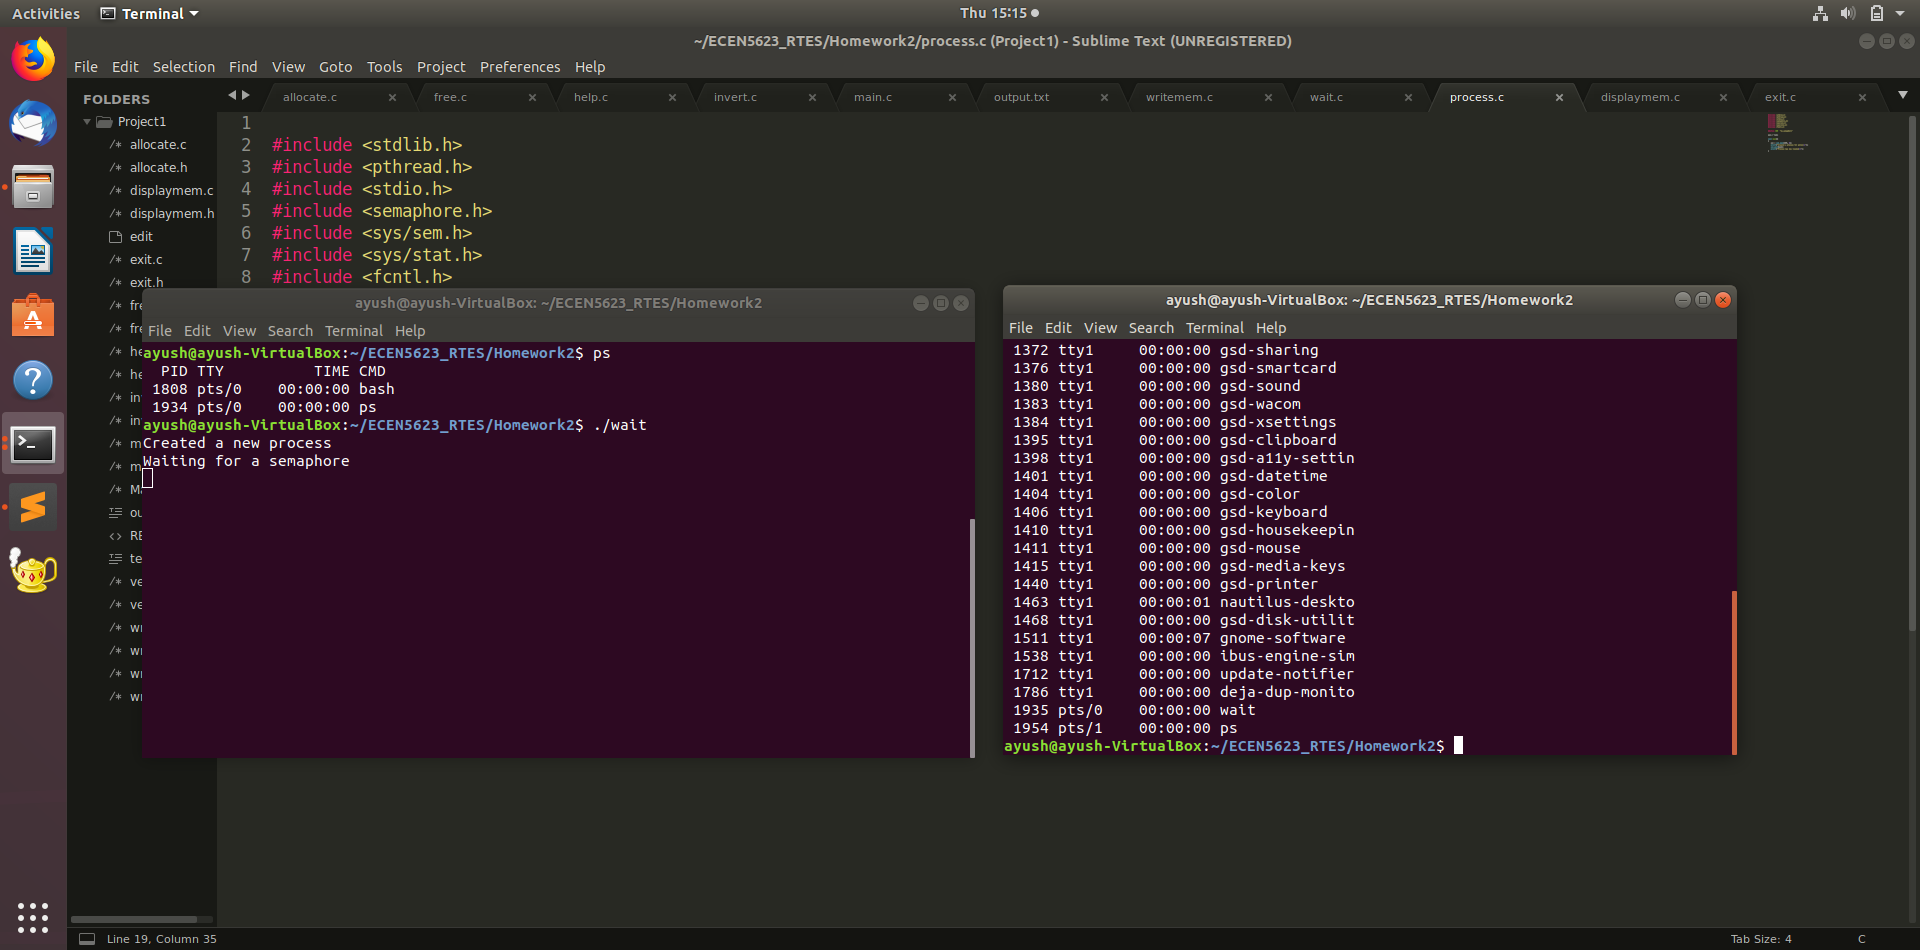 Activities Terminal Thu 15:15
~/ECEN5623_RTES/Homework2/process.c (Project1) - Sublime Text (UNREGISTERED)
File Edit Selection Find View Goto Tools Project Preferences Help
FOLDERS
Project1
allocate.c
allocate.h
displaymem.c
displaymem.h
edit
exit.c
exit.h
fre
fre
he
he
in
in
m
m
M
ou
RE
te
ve
ve
wr
wr
wr
wr
allocate.c free.c help.c invert.c main.c output.txt writemem.c wait.c process.c displaymem.c exit.c
1
2 #include <stdlib.h>
3 #include <pthread.h>
4 #include <stdio.h>
5 #include <semaphore.h>
6 #include <sys/sem.h>
7 #include <sys/stat.h>
8 #include <fcntl.h>
ayush@ayush-VirtualBox: ~/ECEN5623_RTES/Homework2
File Edit View Search Terminal Help
ayush@ayush-VirtualBox:~/ECEN5623_RTES/Homework2$ ps
PID TTY TIME CMD
1808 pts/0 00:00:00 bash
1934 pts/0 00:00:00 ps
ayush@ayush-VirtualBox:~/ECEN5623_RTES/Homework2$ ./wait
Created a new process
Waiting for a semaphore
ayush@ayush-VirtualBox: ~/ECEN5623_RTES/Homework2
File Edit View Search Terminal Help
1372 tty1 00:00:00 gsd-sharing
1376 tty1 00:00:00 gsd-smartcard
1380 tty1 00:00:00 gsd-sound
1383 tty1 00:00:00 gsd-wacom
1384 tty1 00:00:00 gsd-xsettings
1395 tty1 00:00:00 gsd-clipboard
1398 tty1 00:00:00 gsd-a11y-settin
1401 tty1 00:00:00 gsd-datetime
1404 tty1 00:00:00 gsd-color
1406 tty1 00:00:00 gsd-keyboard
1410 tty1 00:00:00 gsd-housekeepin
1411 tty1 00:00:00 gsd-mouse
1415 tty1 00:00:00 gsd-media-keys
1440 tty1 00:00:00 gsd-printer
1463 tty1 00:00:01 nautilus-deskto
1468 tty1 00:00:00 gsd-disk-utilit
1511 tty1 00:00:07 gnome-software
1538 tty1 00:00:00 ibus-engine-sim
1712 tty1 00:00:00 update-notifier
1786 tty1 00:00:00 deja-dup-monito
1935 pts/0 00:00:00 wait
1954 pts/1 00:00:00 ps
ayush@ayush-VirtualBox:~/ECEN5623_RTES/Homework2$
Line 19, Column 35 Tab Size: 4 C